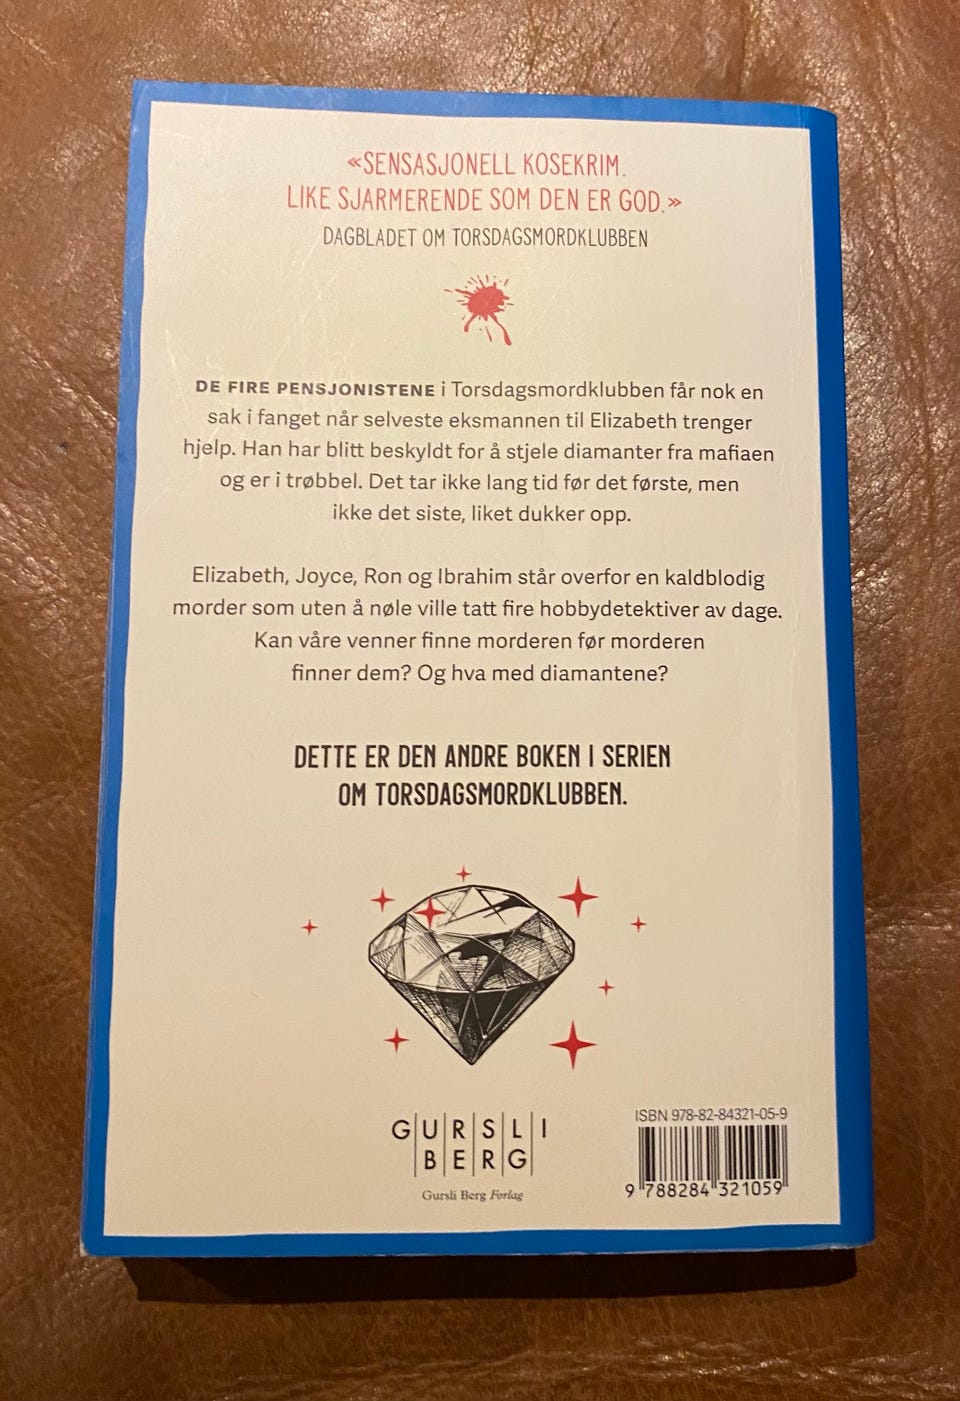 «SENSASJONELL KOSEKRIM.
LIKE SJARMERENDE SOM DEN ER GOD.»
DAGBLADET OM TORSDAGSMORDKLUBBEN
DE FIRE PENSJONISTENE i Torsdagsmordklubben får nok en
sak i fanget når selveste eksmannen til Elizabeth trenger
hjelp. Han har blitt beskyldt for å stjele diamanter fra mafiaen
og er i trøbbel. Det tar ikke lang tid før det første, men
ikke det siste, liket dukker opp.
Elizabeth, Joyce, Ron og Ibrahim står overfor en kaldblodig
morder som uten å nøle ville tatt fire hobbydetektiver av dage.
Kan våre venner finne morderen før morderen
finner dem? Og hva med diamantene?
DETTE ER DEN ANDRE BOKEN I SERIEN
OM TORSDAGSMORDKLUBBEN.
GURSLI
BERG
Gursli Berg Forlag
ISBN 978-82-84321-05-9
9 788284 321059